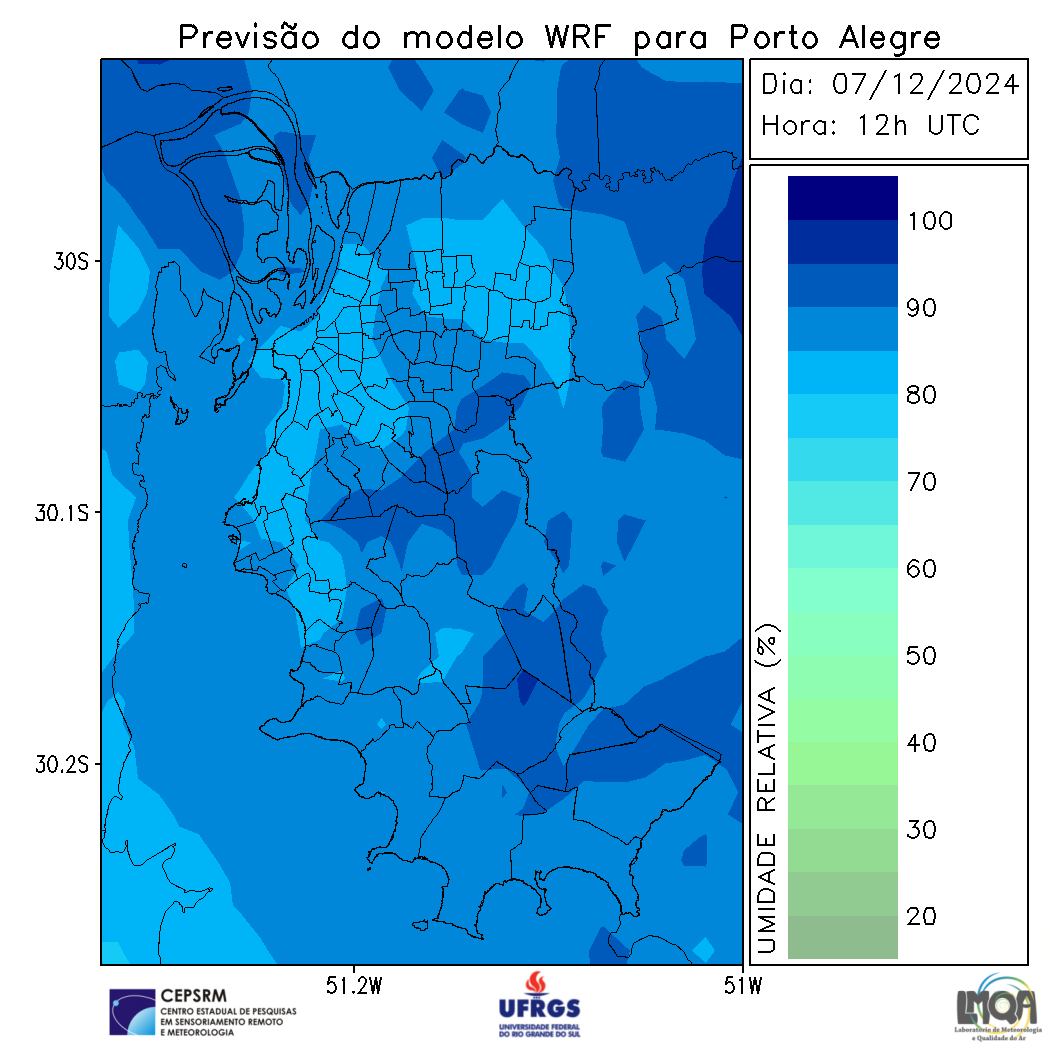 Previsão do modelo WRF para Porto Alegre
Dia: 07/12/2024
Hora: 12h UTC
30S
30.1S
30.2S
51.2W
51W
UMIDADE RELATIVA (%)
100
90
80
70
60
50
40
30
20
CEPSRM
CENTRO ESTADUAL DE PESQUISAS
EM SENSORIAMENTO REMOTO
E METEOROLOGIA
UFRGS
UNIVERSIDADE FEDERAL
DO RIO GRANDE DO SUL
LMQA
Laboratório de Meteorologia
e Qualidade do Ar